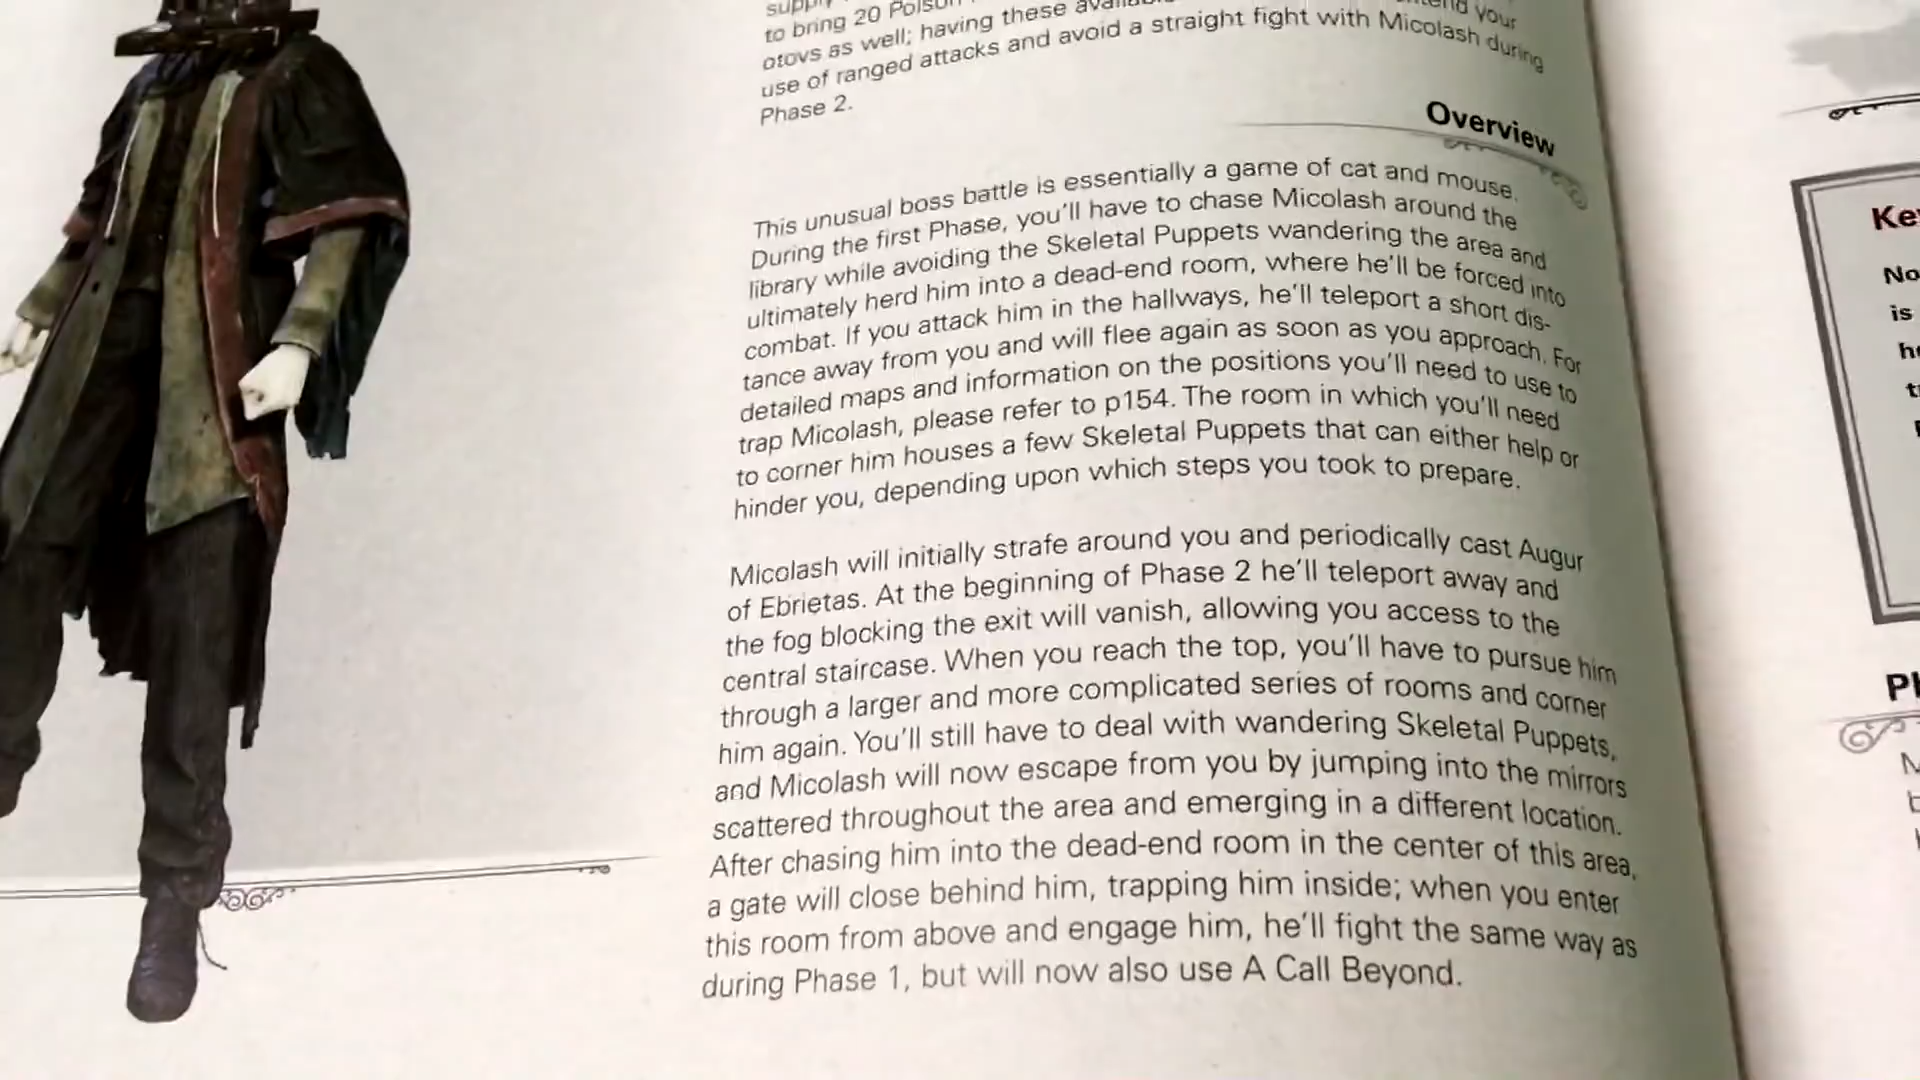 to bring 20 Poison
your
otovs as well; having these
use of ranged attacks and avoid a straight fight with Micolash during
Phase 2.
Overview
This unusual boss battle is essentially a game of cat and mouse.
During the first Phase, you'll have to chase Micolash around the
library while avoiding the Skeletal Puppets wandering the area and
ultimately herd him into a dead-end room, where he'll be forced into
combat. If you attack him in the hallways, he'll teleport a short dis-
tance away from you and will flee again as soon as you approach. For
detailed maps and information on the positions you'll need to use to
trap Micolash, please refer to p154. The room in which you'll need
to corner him houses a few Skeletal Puppets that can either help or
hinder you, depending upon which steps you took to prepare.
Micolash will initially strafe around you and periodically cast Augur
of Ebrietas. At the beginning of Phase 2 he'll teleport away and
the fog blocking the exit will vanish, allowing you access to the
central staircase. When you reach the top, you'll have to pursue him
through a larger and more complicated series of rooms and corner
him again. You'll still have to deal with wandering Skeletal Puppets,
and Micolash will now escape from you by jumping into the mirrors
scattered throughout the area and emerging in a different location.
After chasing him into the dead-end room in the center of this area,
a gate will close behind him, trapping him inside; when you enter
this room from above and engage him, he'll fight the same way as
during Phase 1, but will now also use A Call Beyond.
is